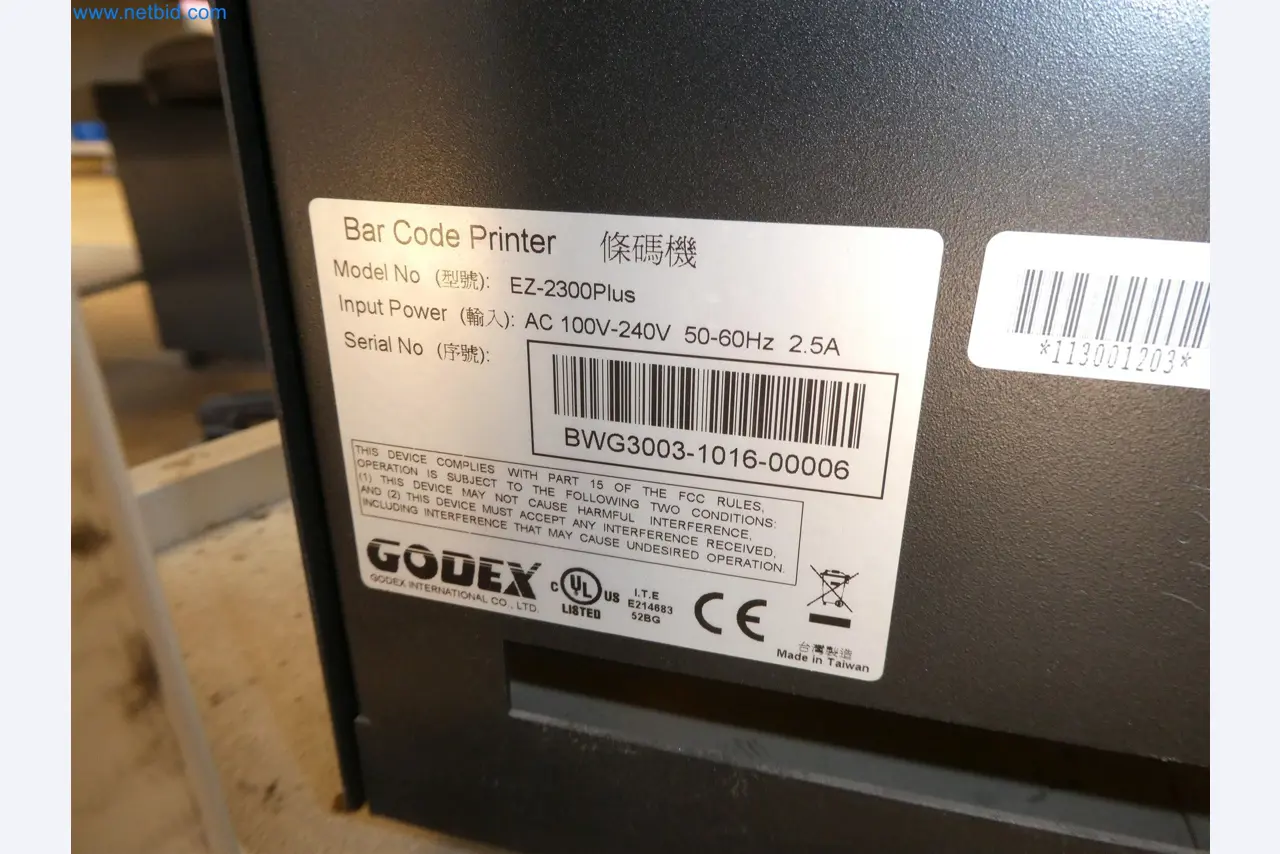 www.netbid.com
Bar Code Printer 條碼機
Model No (型號): EZ-2300Plus
Input Power (輸入): AC 100V-240V 50-60Hz 2.5A
Serial No (序號):
BWG3003-1016-00006
THIS DEVICE COMPLIES WITH PART 15 OF THE FCC RULES,
OPERATION IS SUBJECT TO THE FOLLOWING TWO CONDITIONS:
(1) THIS DEVICE MAY NOT CAUSE HARMFUL INTERFERENCE,
AND (2) THIS DEVICE MUST ACCEPT ANY INTERFERENCE RECEIVED,
INCLUDING INTERFERENCE THAT MAY CAUSE UNDESIRED OPERATION.
GODEX
GODEX INTERNATIONAL CO., LTD.
C UL US
LISTED
I.T.E
E214683
52BG
CE
台灣製造
Made in Taiwan
*113001203*